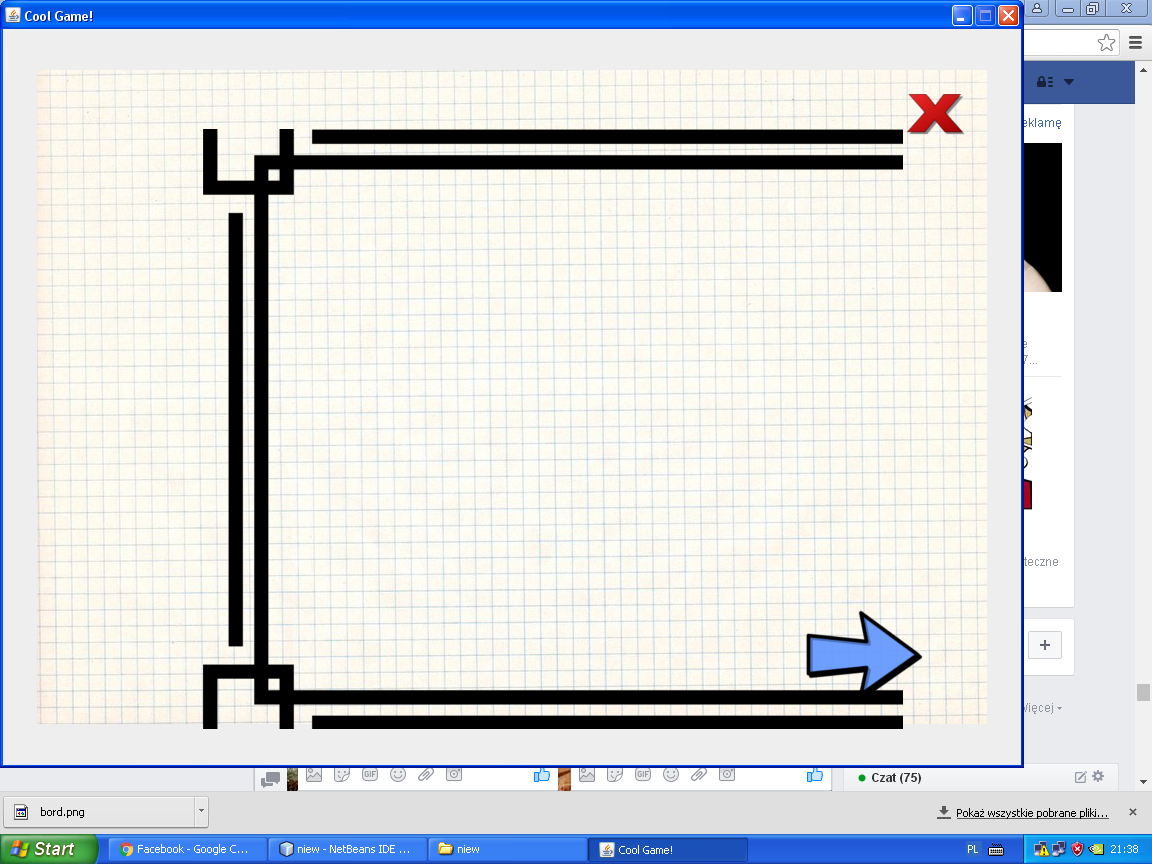 Cool Game!
eklamę
e
7...
teczne
Więcej
GIF
GIF
Czat (75)
bord.png
Pokaż wszystkie pobrane pliki...
Start
Facebook - Google C...
niew - NetBeans IDE ...
niew
Cool Game!
PL
21:38